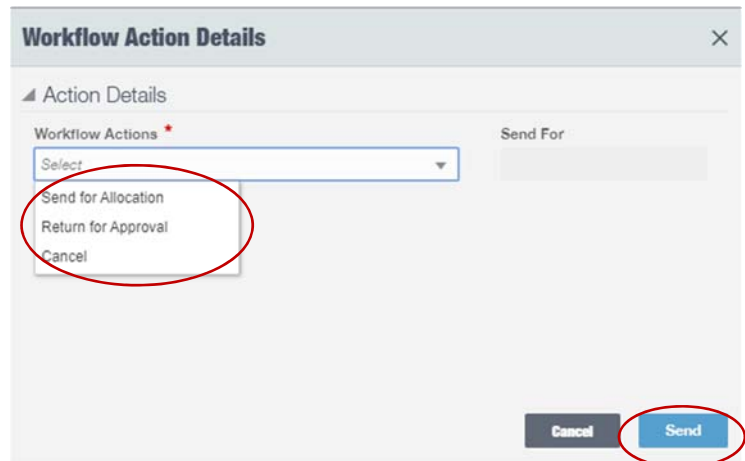 Workflow Action Details
Action Details
Workflow Actions * Send For
Select
Send for Allocation
Return for Approval
Cancel
Cancel Send